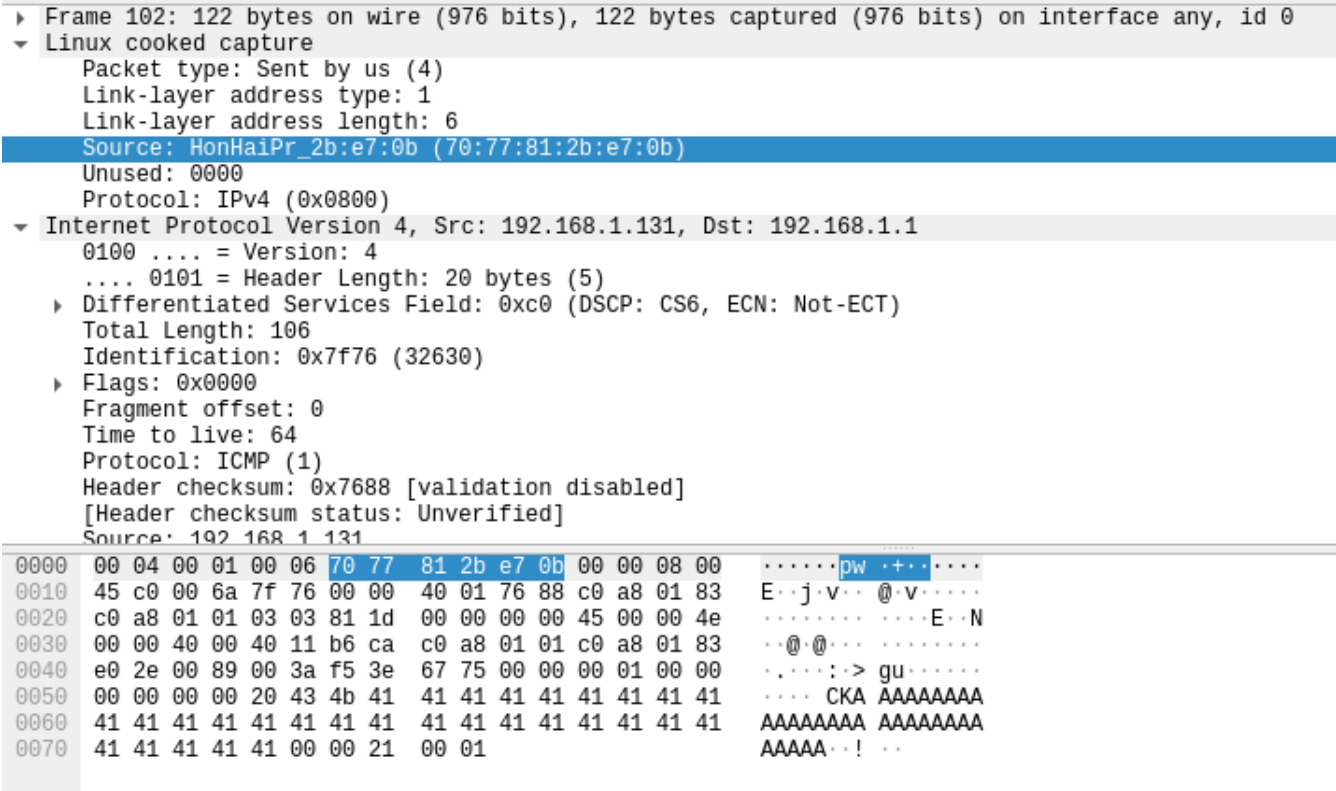 Frame 102: 122 bytes on wire (976 bits), 122 bytes captured (976 bits) on interface any, id 0
Linux cooked capture
Packet type: Sent by us (4)
Link-layer address type: 1
Link-layer address length: 6
Source: HonHaiPr_2b:e7:0b (70:77:81:2b:e7:0b)
Unused: 0000
Protocol: IPv4 (0x0800)
Internet Protocol Version 4, Src: 192.168.1.131, Dst: 192.168.1.1
0100 .... = Version: 4
.... 0101 = Header Length: 20 bytes (5)
Differentiated Services Field: 0xc0 (DSCP: CS6, ECN: Not-ECT)
Total Length: 106
Identification: 0x7f76 (32630)
Flags: 0x0000
Fragment offset: 0
Time to live: 64
Protocol: ICMP (1)
Header checksum: 0x7688 [validation disabled]
[Header checksum status: Unverified]
Source: 192.168.1.131
0000 00 04 00 01 00 06 70 77 81 2b e7 0b 00 00 08 00 ······pw ·+······
0010 45 c0 00 6a 7f 76 00 00 40 01 76 88 c0 a8 01 83 E··j·v·· @·v·····
0020 c0 a8 01 01 03 03 81 1d 00 00 00 00 45 00 00 4e ········ ····E··N
0030 00 00 40 00 40 11 b6 ca c0 a8 01 01 c0 a8 01 83 ··@·@··· ········
0040 e0 2e 00 89 00 3a f5 3e 67 75 00 00 00 01 00 00 ·.···:·> gu······
0050 00 00 00 00 20 43 4b 41 41 41 41 41 41 41 41 41 ···· CKA AAAAAAAA
0060 41 41 41 41 41 41 41 41 41 41 41 41 41 41 41 41 AAAAAAAA AAAAAAAA
0070 41 41 41 41 41 00 00 21 00 01 AAAAA··! ··